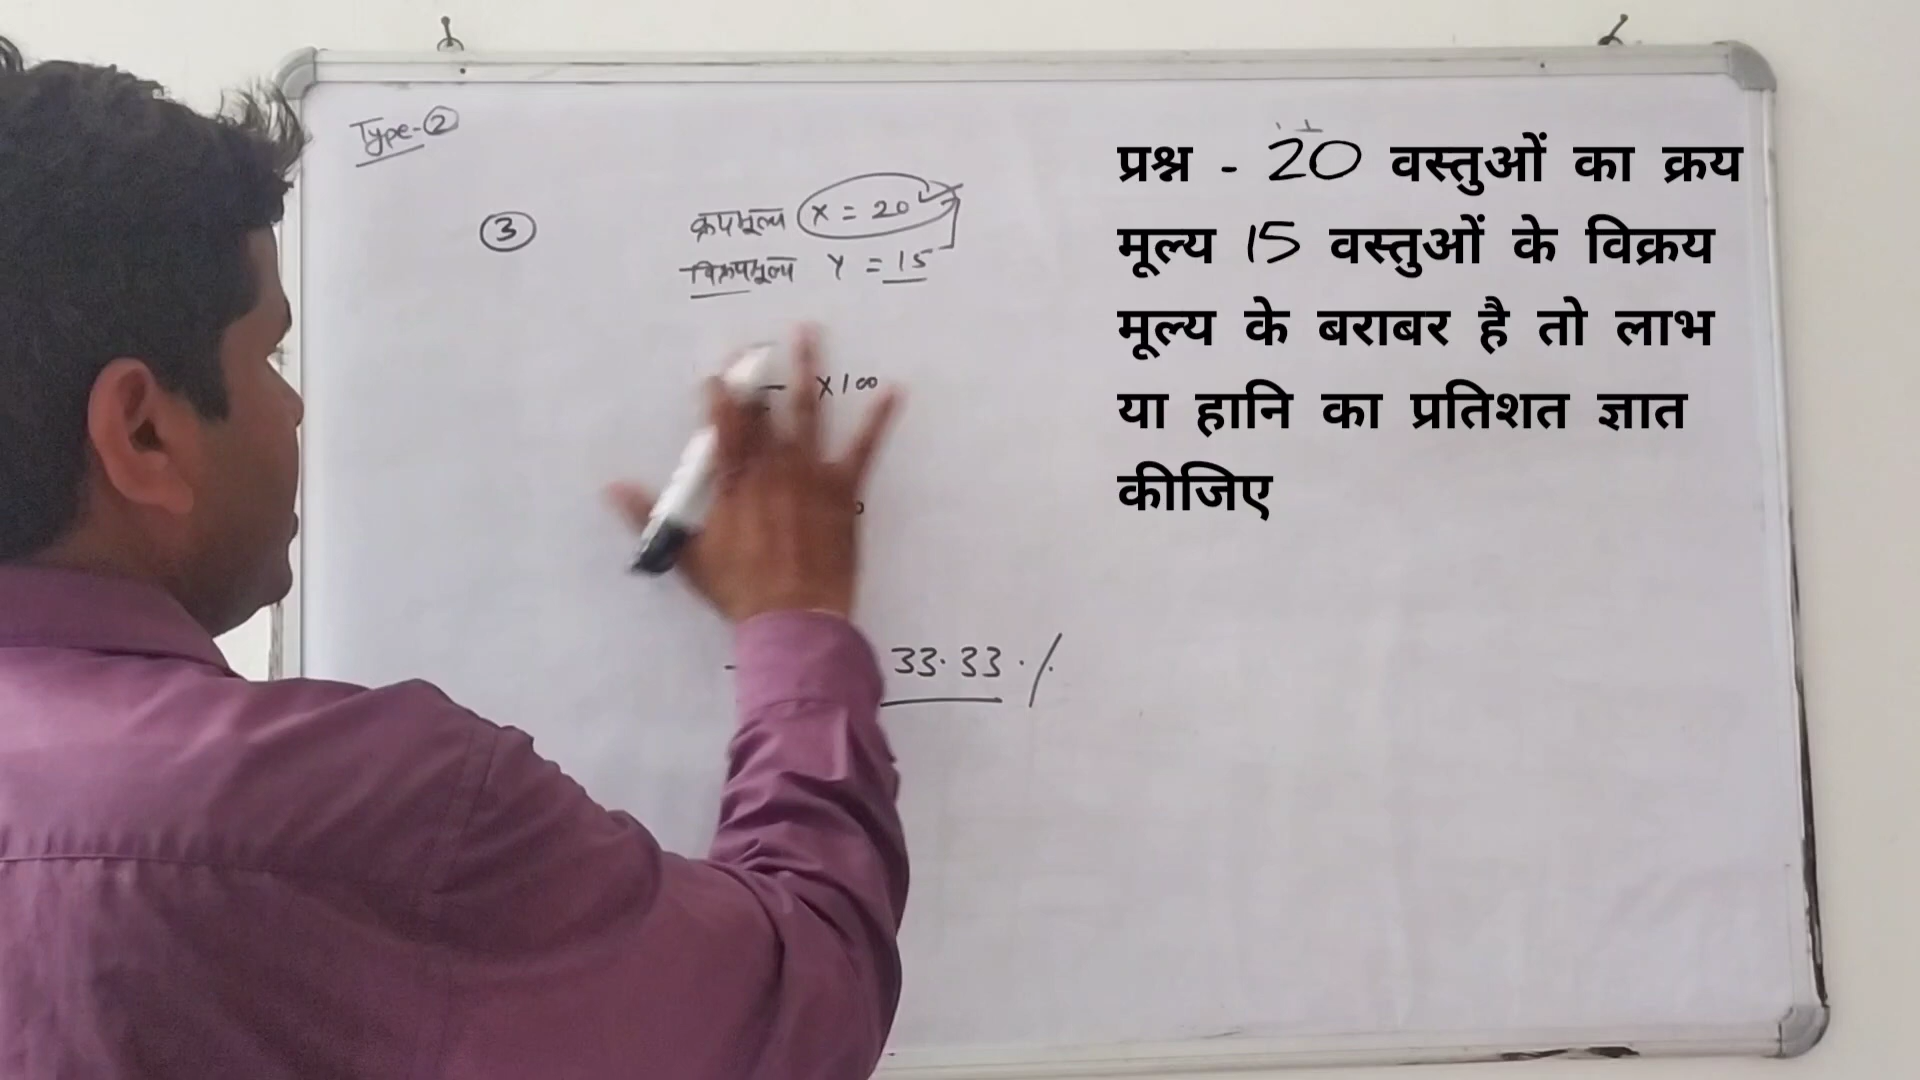 Type-②
③
क्रयमूल्य X = 20
विक्रयमूल्य Y = 15
X100
33.33 %
प्रश्न - 20 वस्तुओं का क्रय
मूल्य 15 वस्तुओं के विक्रय
मूल्य के बराबर है तो लाभ
या हानि का प्रतिशत ज्ञात
कीजिए